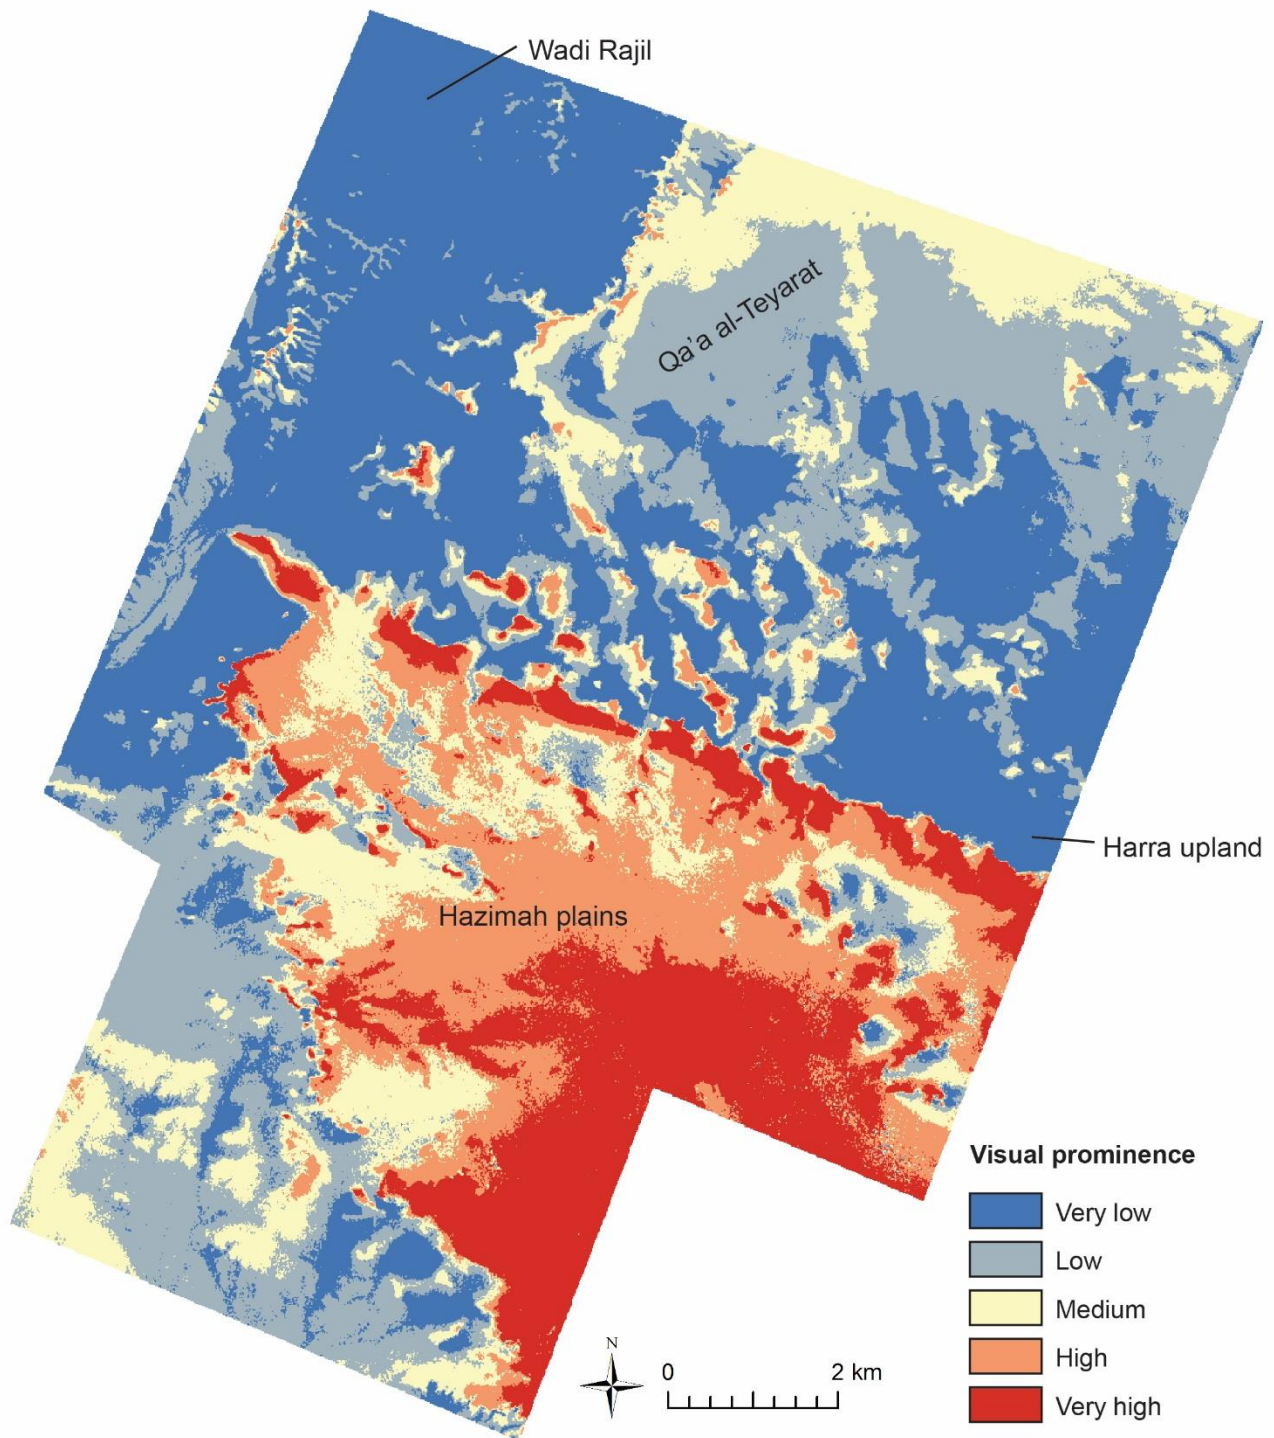 Wadi Rajil
Qa'a al-Teyarat
Harra upland
Hazimah plains
Visual prominence
Very low
Low
Medium
High
Very high
N
0 2 km